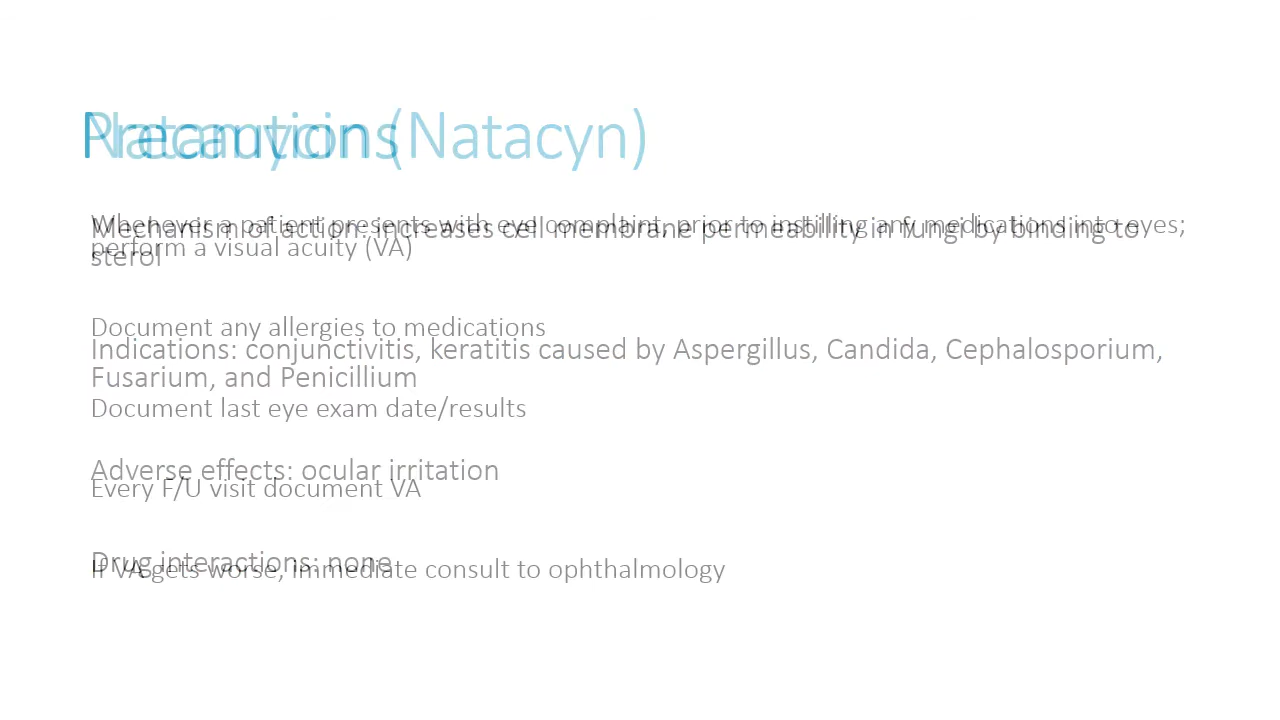 Natamycin (Natacyn)
Mechanism of action: increases cell membrane permeability in fungi by binding to
sterol
Indications: conjunctivitis, keratitis caused by Aspergillus, Candida, Cephalosporium,
Fusarium, and Penicillium
Adverse effects: ocular irritation
Drug interactions: none
Precautions
Whenever a patient presents with eye complaint, prior to instilling any medications into eyes;
perform a visual acuity (VA)
Document any allergies to medications
Document last eye exam date/results
Every F/U visit document VA
If VA gets worse, immediate consult to ophthalmology